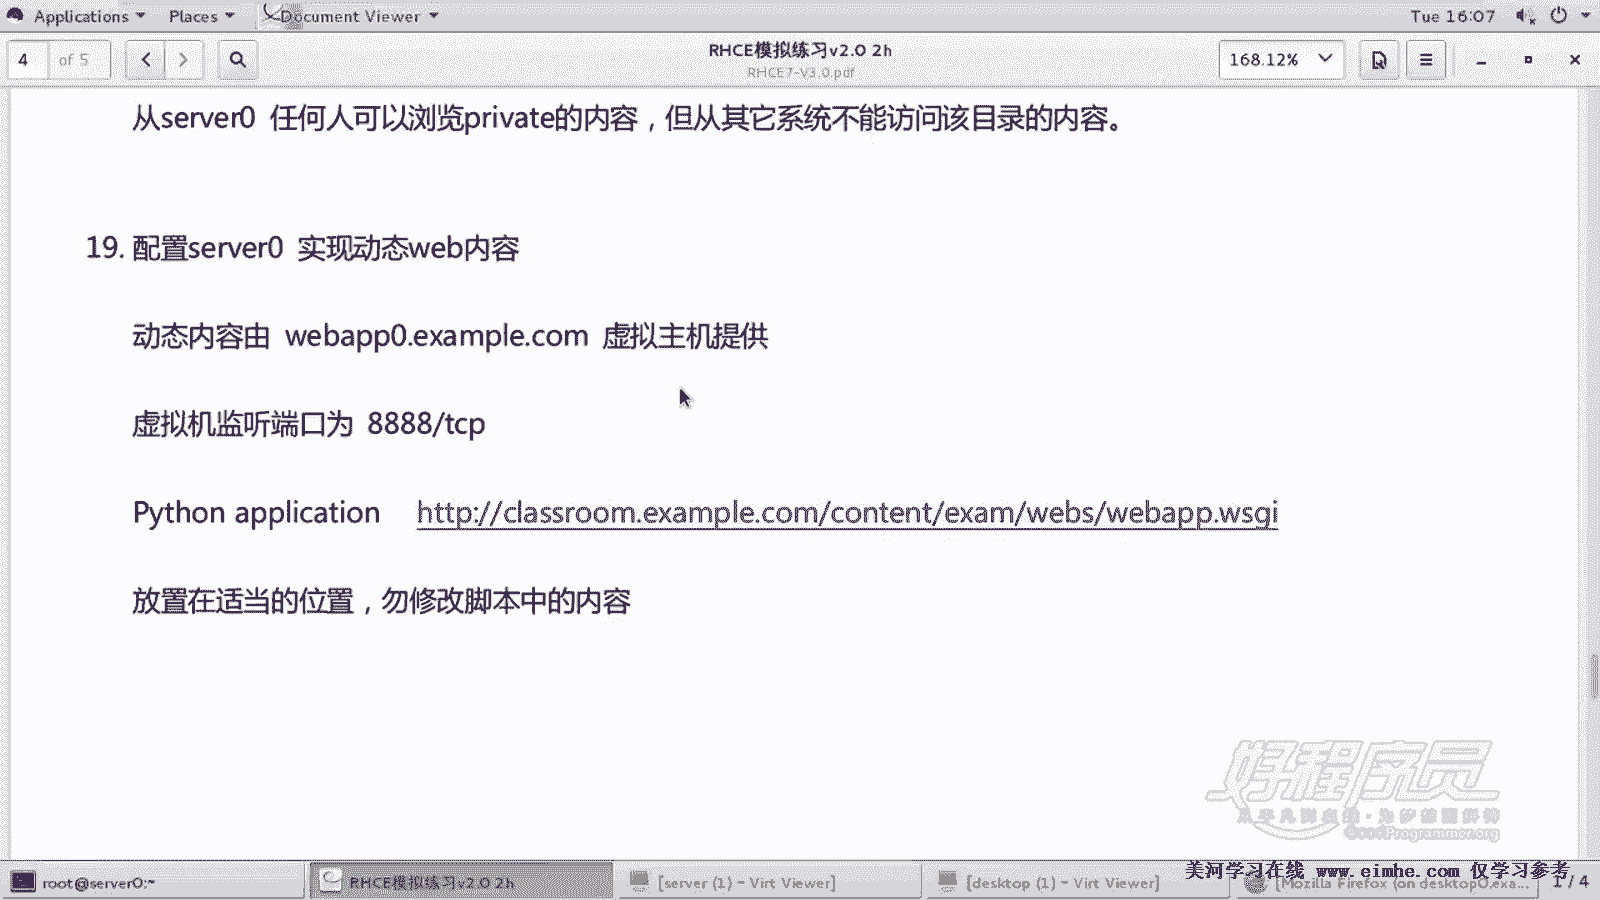 Applications Places Document Viewer Tue 16:07
4 of 5 RHCE模拟练习v2.0 2h 168.12%
RHCE7-V3.0.pdf
从server0 任何人可以浏览private的内容，但从其它系统不能访问该目录的内容。
19. 配置server0 实现动态web内容
动态内容由 webapp0.example.com 虚拟主机提供
虚拟机监听端口为 8888/tcp
Python application http://classroom.example.com/content/exam/webs/webapp.wsgi
放置在适当的位置，勿修改脚本中的内容
好程序员
GoodProgrammer.org
美河学习在线 www.eimhe.com 仅学习参考
root@server0:~ RHCE模拟练习v2.0 2h [server (1) - Virt Viewer] [desktop (1) - Virt Viewer] [Mozilla Firefox (on desktop0.exa... 1 / 4